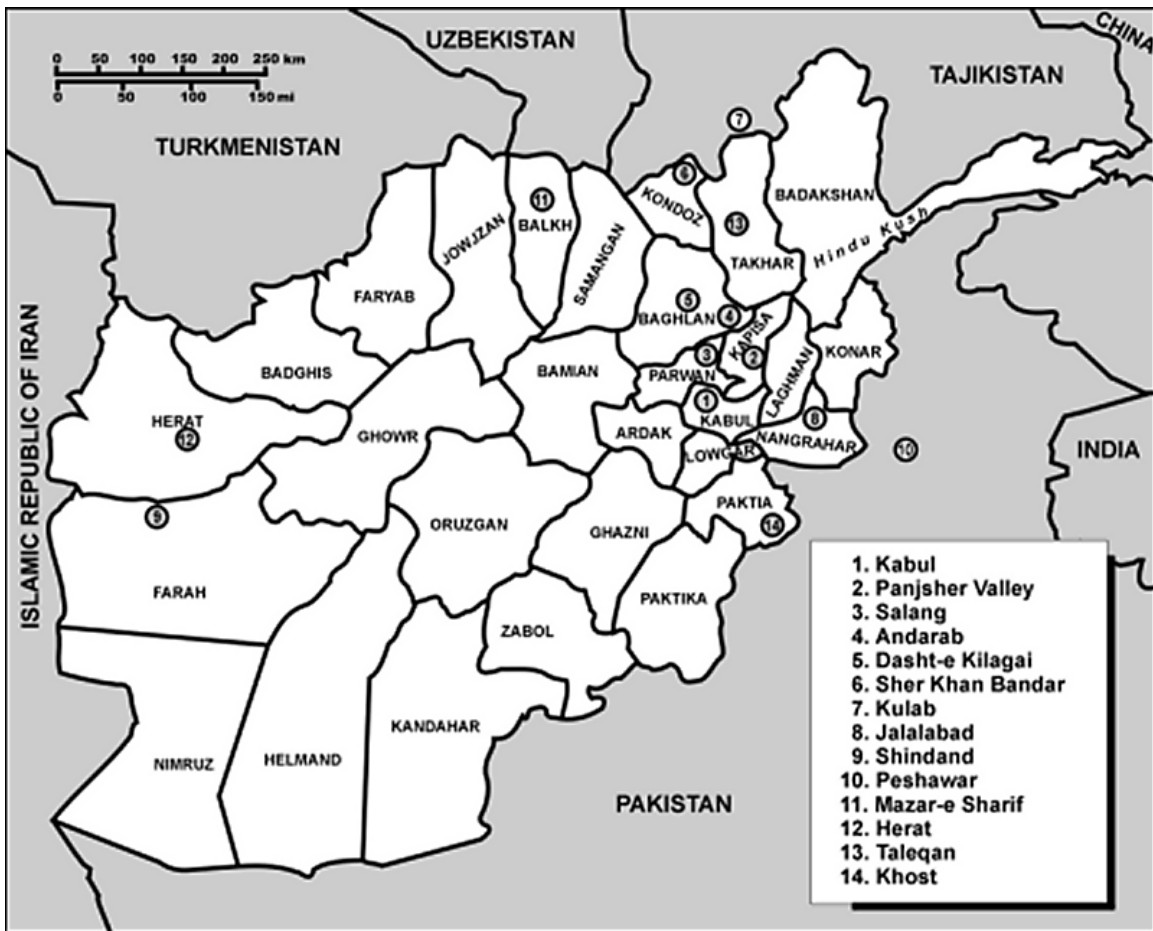 CHINA
UZBEKISTAN
0 50 100 150 200 250 km
0 50 100 150 mi
TAJIKISTAN
7
TURKMENISTAN
6
KONDOZ
BADAKSHAN
11
BALKH
13
JOWJZAN
SAMANGAN
Hindu Kush
TAKHAR
FARYAB
5
BAGHLAN
4
KAPISA
3
2
KONAR
BADGHIS
BAMIAN
PARWAN
LAGHMAN
1
KABUL
8
HERAT
12
GHOWR
ARDAK
NANGRAHAR
10
INDIA
LOWGAR
ISLAMIC REPUBLIC OF IRAN
9
ORUZGAN
GHAZNI
PAKTIA
14
FARAH
PAKTIKA
ZABOL
KANDAHAR
NIMRUZ
HELMAND
PAKISTAN
1. Kabul
2. Panjsher Valley
3. Salang
4. Andarab
5. Dasht-e Kilagai
6. Sher Khan Bandar
7. Kulab
8. Jalalabad
9. Shindand
10. Peshawar
11. Mazar-e Sharif
12. Herat
13. Taleqan
14. Khost